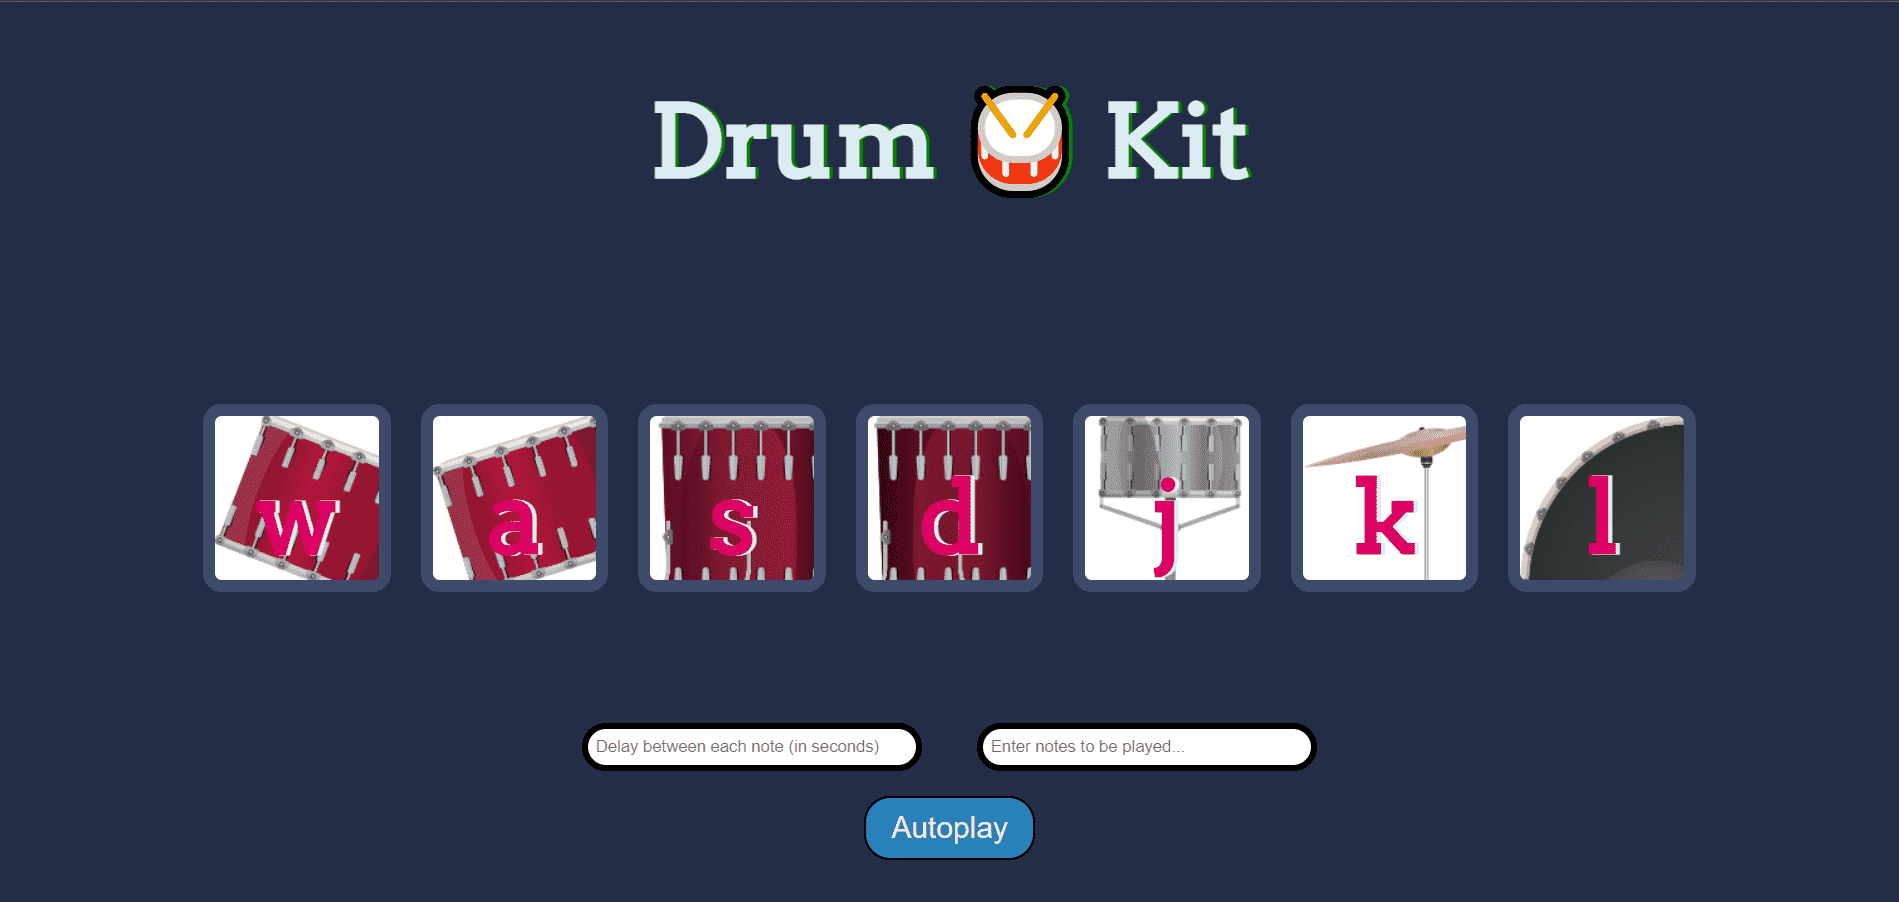 Drum Kit
w a s d j k l
Delay between each note (in seconds) Enter notes to be played...
Autoplay